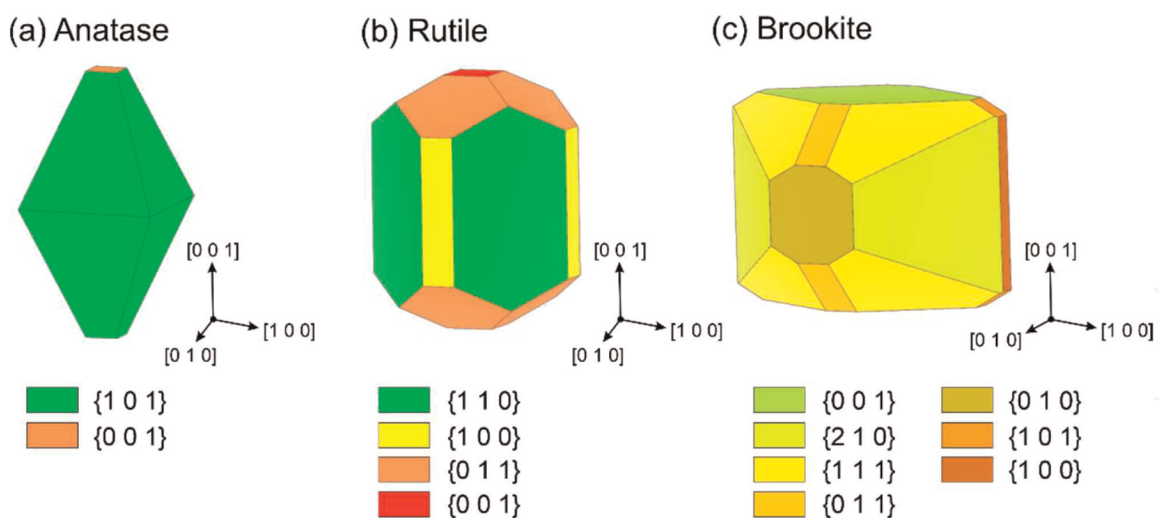 (a) Anatase
[0 0 1]
[1 0 0]
[0 1 0]
{1 0 1}
{0 0 1}
(b) Rutile
[0 0 1]
[1 0 0]
[0 1 0]
{1 1 0}
{1 0 0}
{0 1 1}
{0 0 1}
(c) Brookite
[0 0 1]
[1 0 0]
[0 1 0]
{0 0 1}
{2 1 0}
{1 1 1}
{0 1 1}
{0 1 0}
{1 0 1}
{1 0 0}